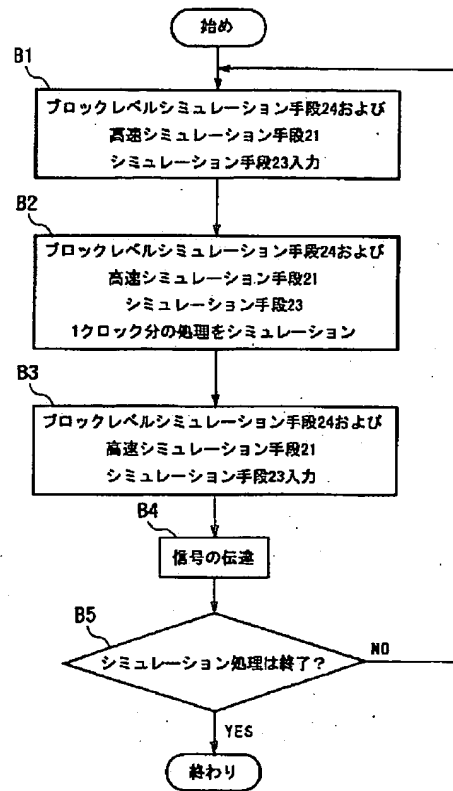 始め
B1
ブロックレベルシミュレーション手段24および
高速シミュレーション手段21
シミュレーション手段23入力
B2
ブロックレベルシミュレーション手段24および
高速シミュレーション手段21
シミュレーション手段23
1クロック分の処理をシミュレーション
B3
ブロックレベルシミュレーション手段24および
高速シミュレーション手段21
シミュレーション手段23入力
B4
信号の伝達
B5
シミュレーション処理は終了?
NO
YES
終わり